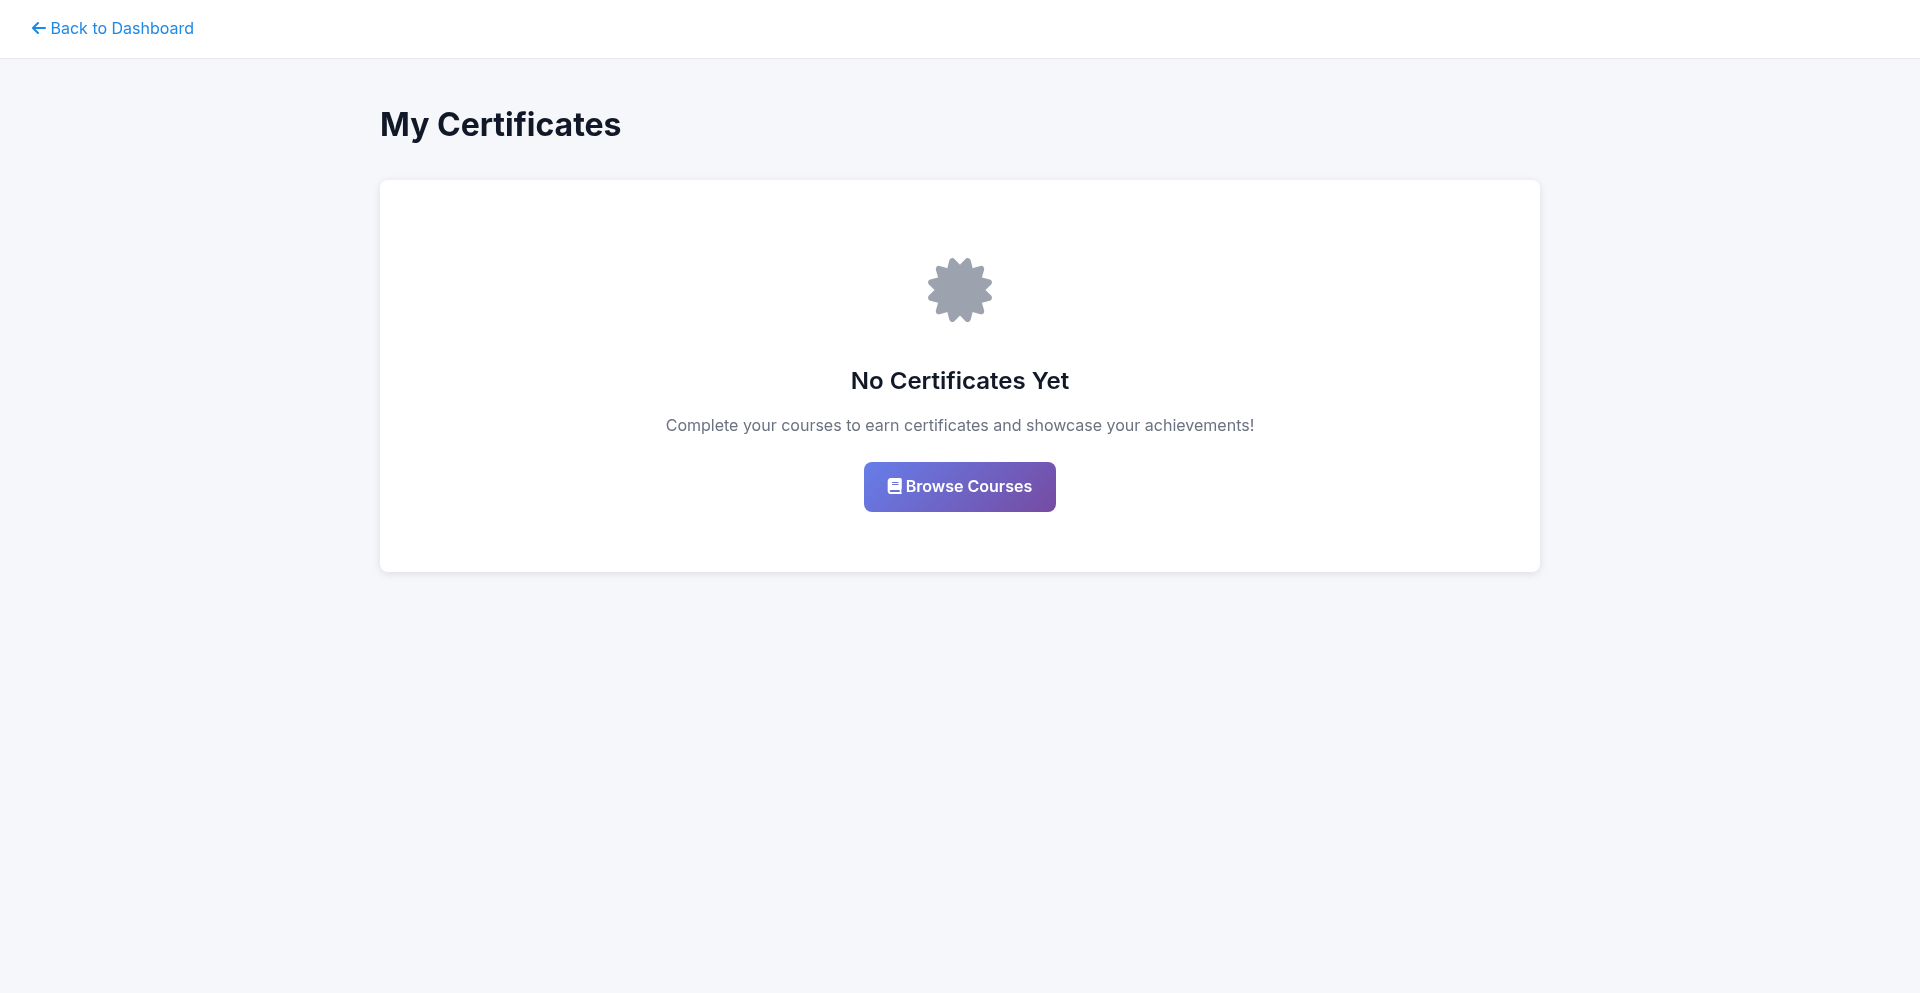 Back to Dashboard
My Certificates
No Certificates Yet
Complete your courses to earn certificates and showcase your achievements!
Browse Courses